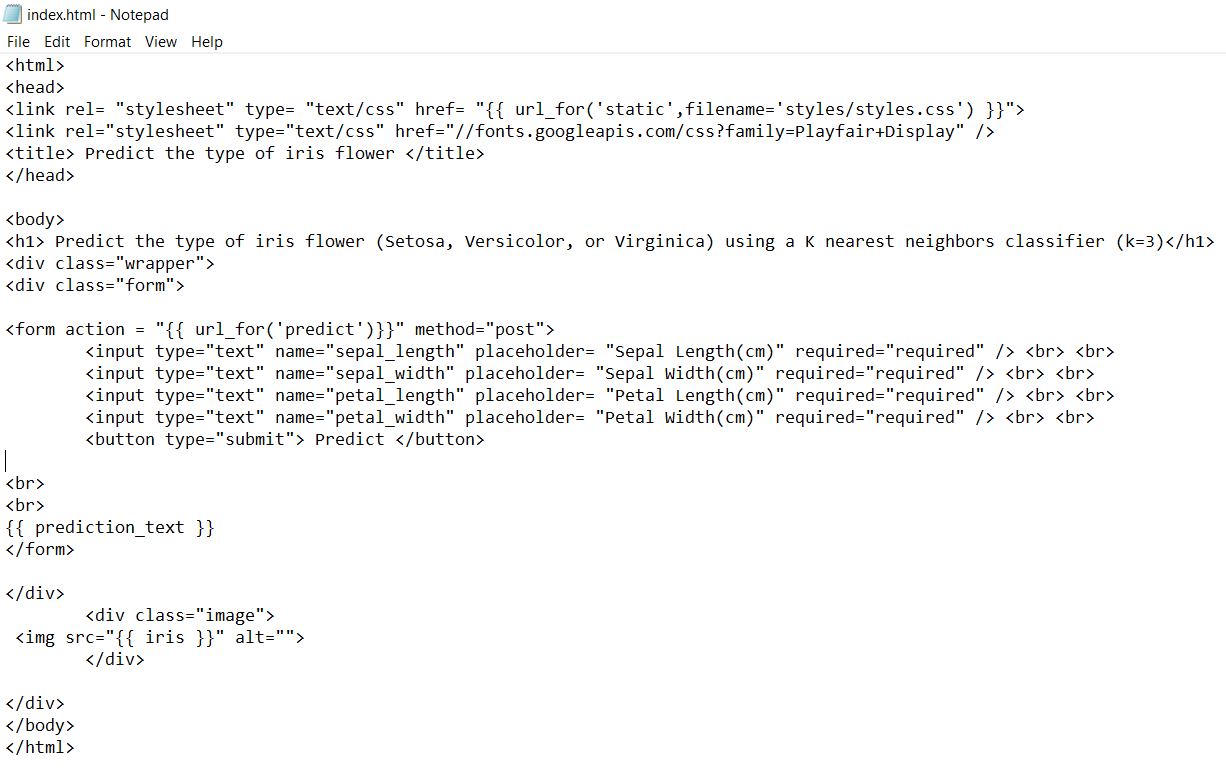 index.html - Notepad
File Edit Format View Help
<html>
<head>
<link rel= "stylesheet" type= "text/css" href= "{{ url_for('static',filename='styles/styles.css') }}">
<link rel="stylesheet" type="text/css" href="//fonts.googleapis.com/css?family=Playfair+Display" />
<title> Predict the type of iris flower </title>
</head>

<body>
<h1> Predict the type of iris flower (Setosa, Versicolor, or Virginica) using a K nearest neighbors classifier (k=3)</h1>
<div class="wrapper">
<div class="form">

<form action = "{{ url_for('predict')}}" method="post">
        <input type="text" name="sepal_length" placeholder= "Sepal Length(cm)" required="required" /> <br> <br>
        <input type="text" name="sepal_width" placeholder= "Sepal Width(cm)" required="required" /> <br> <br>
        <input type="text" name="petal_length" placeholder= "Petal Length(cm)" required="required" /> <br> <br>
        <input type="text" name="petal_width" placeholder= "Petal Width(cm)" required="required" /> <br> <br>
        <button type="submit"> Predict </button>

<br>
<br>
{{ prediction_text }}
</form>

</div>
        <div class="image">
 <img src="{{ iris }}" alt="">
        </div>

</div>
</body>
</html>